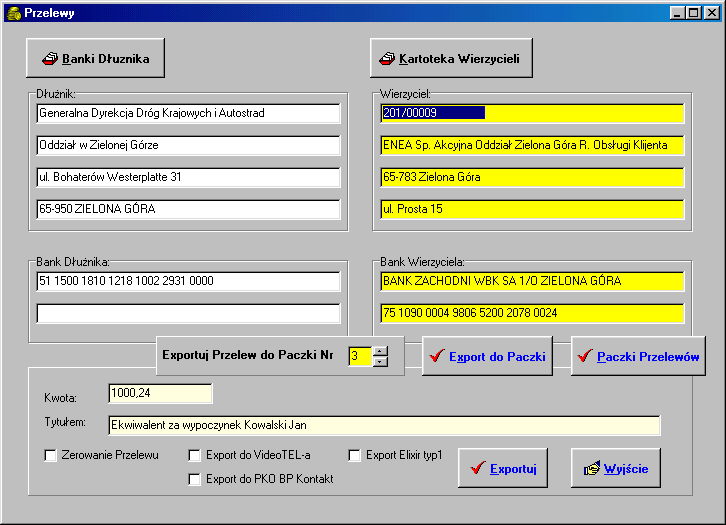 Przelewy
Banki Dłuznika
Kartoteka Wierzycieli
Dłużnik:
Generalna Dyrekcja Dróg Krajowych i Autostrad
Oddział w Zielonej Górze
ul. Bohaterów Westerplatte 31
65-950 ZIELONA GÓRA
Wierzyciel:
201/00009
ENEA Sp. Akcyjna Oddział Zielona Góra R. Obsługi Klijenta
65-783 Zielona Góra
ul. Prosta 15
Bank Dłużnika:
51 1500 1810 1218 1002 2931 0000
Bank Wierzyciela:
BANK ZACHODNI WBK SA 1/O ZIELONA GÓRA
75 1090 0004 9806 5200 2078 0024
Exportuj Przelew do Paczki Nr 3
Export do Paczki
Paczki Przelewów
Kwota: 1000,24
Tytułem: Ekwiwalent za wypoczynek Kowalski Jan
Zerowanie Przelewu
Export do VideoTEL-a
Export Elixir typ1
Export do PKO BP Kontakt
Exportuj
Wyjście